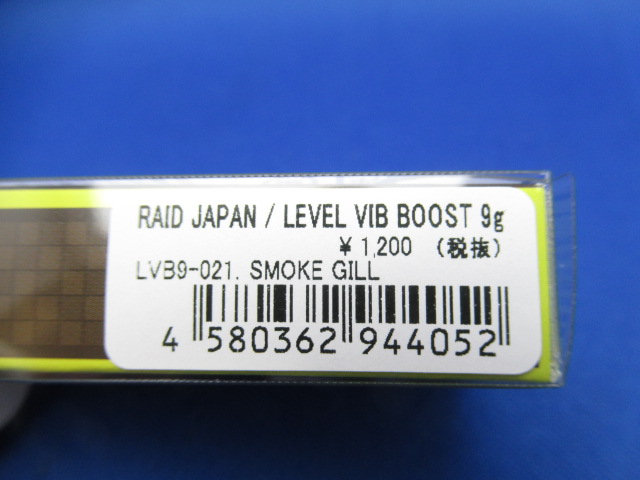 RAID JAPAN / LEVEL VIB BOOST 9g
¥1,200 (税抜)
LVB9-021. SMOKE GILL
4 580362 944052